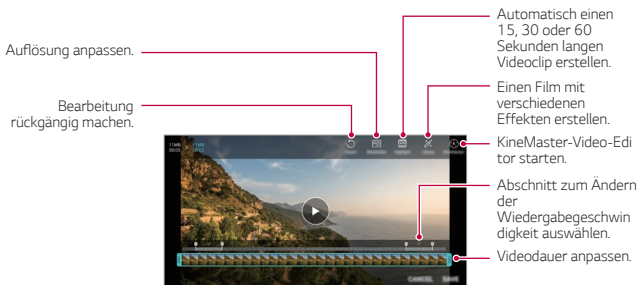 Auflösung anpassen.
Bearbeitung
rückgängig machen.
Automatisch einen
15, 30 oder 60
Sekunden langen
Videoclip erstellen.
Einen Film mit
verschiedenen
Effekten erstellen.
KineMaster-Video-Edi
tor starten.
Abschnitt zum Ändern
der
Wiedergabegeschwin
digkeit auswählen.
Videodauer anpassen.
CANCEL SAVE